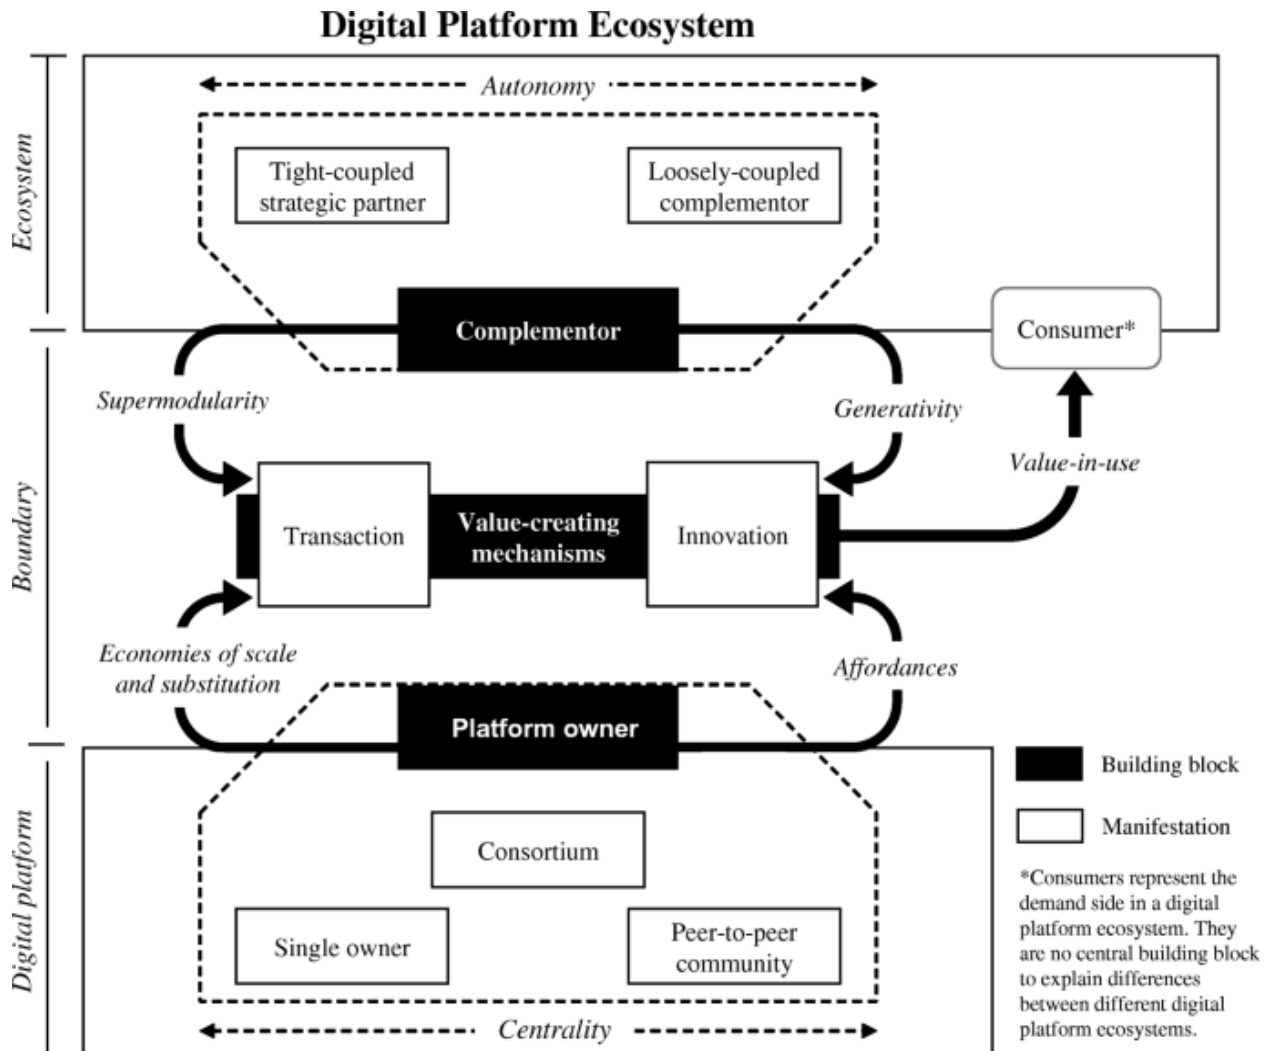 Digital Platform Ecosystem
Autonomy
Ecosystem
Tight-coupled
strategic partner
Loosely-coupled
complementor
Complementor
Consumer*
Supermodularity
Generativity
Value-in-use
Boundary
Transaction
Value-creating
mechanisms
Innovation
Economies of scale
and substitution
Affordances
Platform owner
Digital platform
Consortium
Single owner
Peer-to-peer
community
Centrality
Building block
Manifestation
*Consumers represent the
demand side in a digital
platform ecosystem. They
are no central building block
to explain differences
between different digital
platform ecosystems.